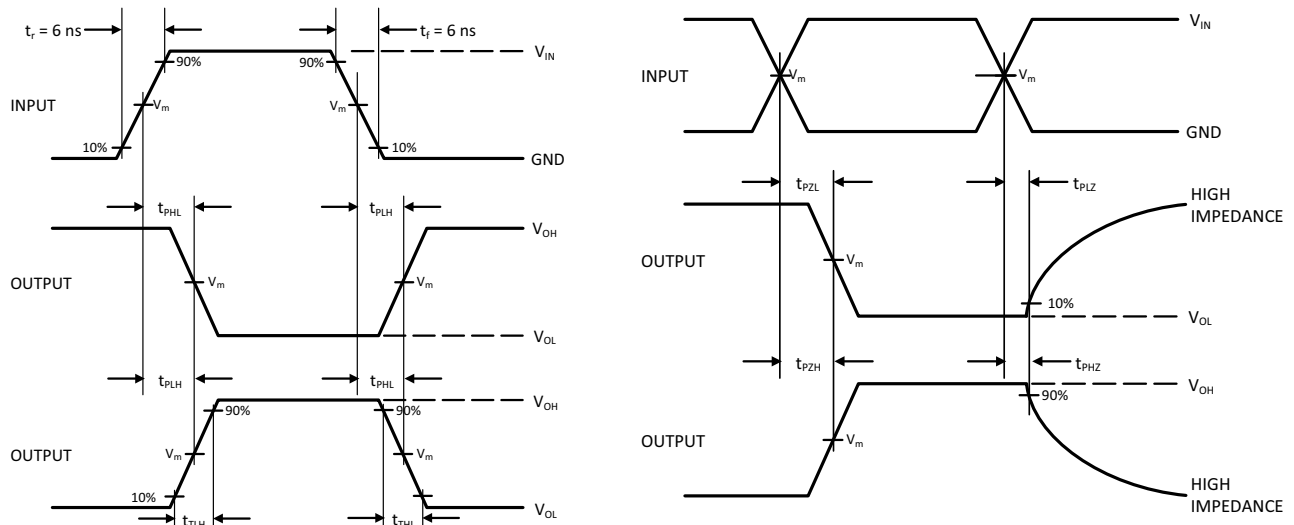 tr = 6 ns
tf = 6 ns
VIN
90%
90%
INPUT
Vm
Vm
10%
10%
GND
tPHL
tPLH
VOH
OUTPUT
Vm
Vm
VOL
tPLH
tPHL
VOH
90%
90%
OUTPUT
Vm
Vm
10%
VOL
tTLH
tTHL
VIN
INPUT
Vm
Vm
GND
tPZL
tPLZ
HIGH
IMPEDANCE
OUTPUT
Vm
10%
VOL
tPZH
tPHZ
VOH
90%
OUTPUT
Vm
HIGH
IMPEDANCE